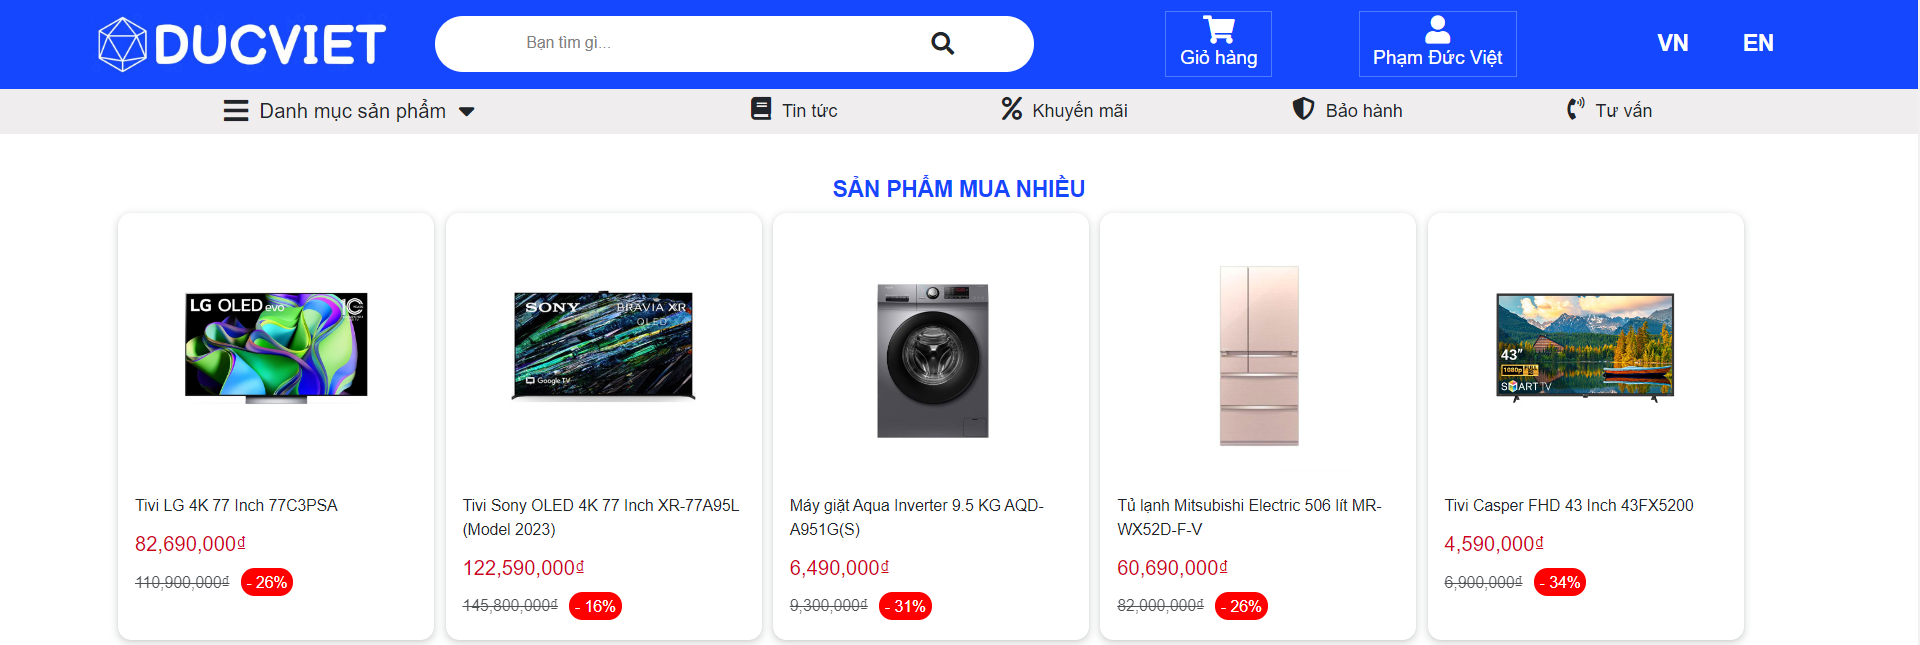 DUCVIET
Bạn tìm gì...
Giỏ hàng
Phạm Đức Việt
VN
EN
Danh mục sản phẩm
Tin tức
Khuyến mãi
Bảo hành
Tư vấn
SẢN PHẨM MUA NHIỀU
LG OLED evo
Tivi LG 4K 77 Inch 77C3PSA
82,690,000₫
110,900,000₫ - 26%
SONY BRAVIA XR
OLED
Google TV
Tivi Sony OLED 4K 77 Inch XR-77A95L
(Model 2023)
122,590,000₫
145,800,000₫ - 16%
Máy giặt Aqua Inverter 9.5 KG AQD-
A951G(S)
6,490,000₫
9,300,000₫ - 31%
Tủ lạnh Mitsubishi Electric 506 lít MR-
WX52D-F-V
60,690,000₫
82,000,000₫ - 26%
43"
1080p
SMART TV
Tivi Casper FHD 43 Inch 43FX5200
4,590,000₫
6,900,000₫ - 34%